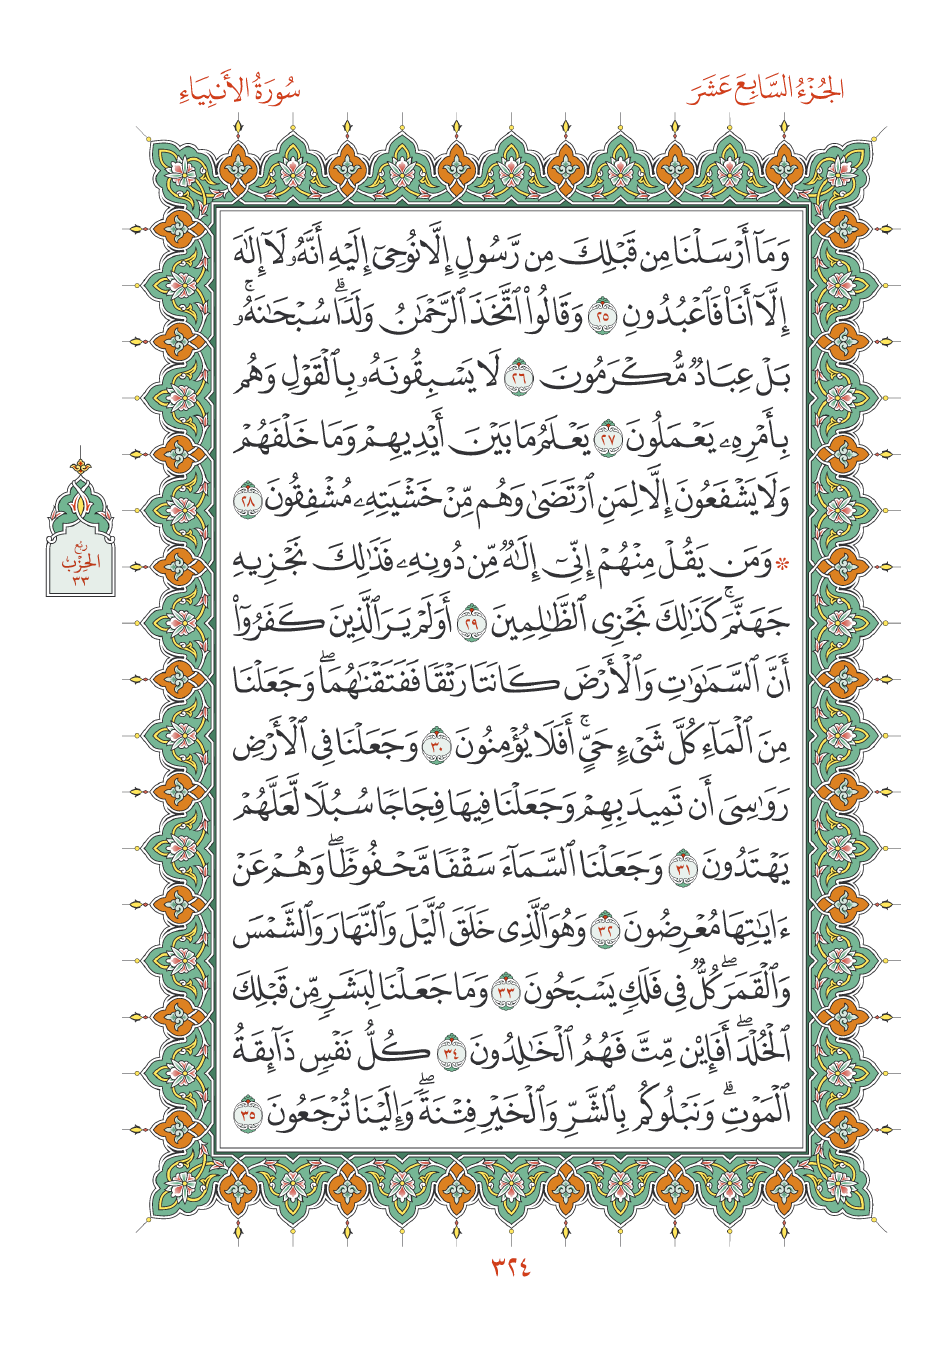 الجُزْءُ السَّابِعَ عَشَرَ
سُورَةُ الأَنبِيَاءِ
وَمَآ أَرۡسَلۡنَا مِن قَبۡلِكَ مِن رَّسُولٍ إِلَّا نُوحِيٓ إِلَيۡهِ أَنَّهُۥ لَآ إِلَٰهَ
إِلَّآ أَنَا۠ فَٱعۡبُدُونِ ٢٥ وَقَالُواْ ٱتَّخَذَ ٱلرَّحۡمَٰنُ وَلَدٗاۗ سُبۡحَٰنَهُۥۚ
بَلۡ عِبَادٞ مُّكۡرَمُونَ ٢٦ لَا يَسۡبِقُونَهُۥ بِٱلۡقَوۡلِ وَهُم
بِأَمۡرِهِۦ يَعۡمَلُونَ ٢٧ يَعۡلَمُ مَا بَيۡنَ أَيۡدِيهِمۡ وَمَا خَلۡفَهُمۡ
وَلَا يَشۡفَعُونَ إِلَّا لِمَنِ ٱرۡتَضَىٰ وَهُم مِّنۡ خَشۡيَتِهِۦ مُشۡفِقُونَ ٢٨
۞ وَمَن يَقُلۡ مِنۡهُمۡ إِنِّيٓ إِلَٰهٞ مِّن دُونِهِۦ فَذَٰلِكَ نَجۡزِيهِ
جَهَنَّمَۚ كَذَٰلِكَ نَجۡزِي ٱلظَّٰلِمِينَ ٢٩ أَوَلَمۡ يَرَ ٱلَّذِينَ كَفَرُوٓاْ
أَنَّ ٱلسَّمَٰوَٰتِ وَٱلۡأَرۡضَ كَانَتَا رَتۡقٗا فَفَتَقۡنَٰهُمَاۖ وَجَعَلۡنَا
مِنَ ٱلۡمَآءِ كُلَّ شَيۡءٍ حَيٍّۚ أَفَلَا يُؤۡمِنُونَ ٣٠ وَجَعَلۡنَا فِي ٱلۡأَرۡضِ
رَوَٰسِيَ أَن تَمِيدَ بِهِمۡ وَجَعَلۡنَا فِيهَا فِجَاجٗا سُبُلٗا لَّعَلَّهُمۡ
يَهۡتَدُونَ ٣١ وَجَعَلۡنَا ٱلسَّمَآءَ سَقۡفٗا مَّحۡفُوظٗاۖ وَهُمۡ عَنۡ
ءَايَٰتِهَا مُعۡرِضُونَ ٣٢ وَهُوَ ٱلَّذِي خَلَقَ ٱلَّيۡلَ وَٱلنَّهَارَ وَٱلشَّمۡسَ
وَٱلۡقَمَرَۖ كُلّٞ فِي فَلَكٖ يَسۡبَحُونَ ٣٣ وَمَا جَعَلۡنَا لِبَشَرٖ مِّن قَبۡلِكَ
ٱلۡخُلۡدَۖ أَفَإِيْن مِّتَّ فَهُمُ ٱلۡخَٰلِدُونَ ٣٤ كُلُّ نَفۡسٖ ذَآئِقَةُ
ٱلۡمَوۡتِۗ وَنَبۡلُوكُم بِٱلشَّرِّ وَٱلۡخَيۡرِ فِتۡنَةٗۖ وَإِلَيۡنَا تُرۡجَعُونَ ٣٥
رُبع
الحِزْب
٣٣
٣٢٤